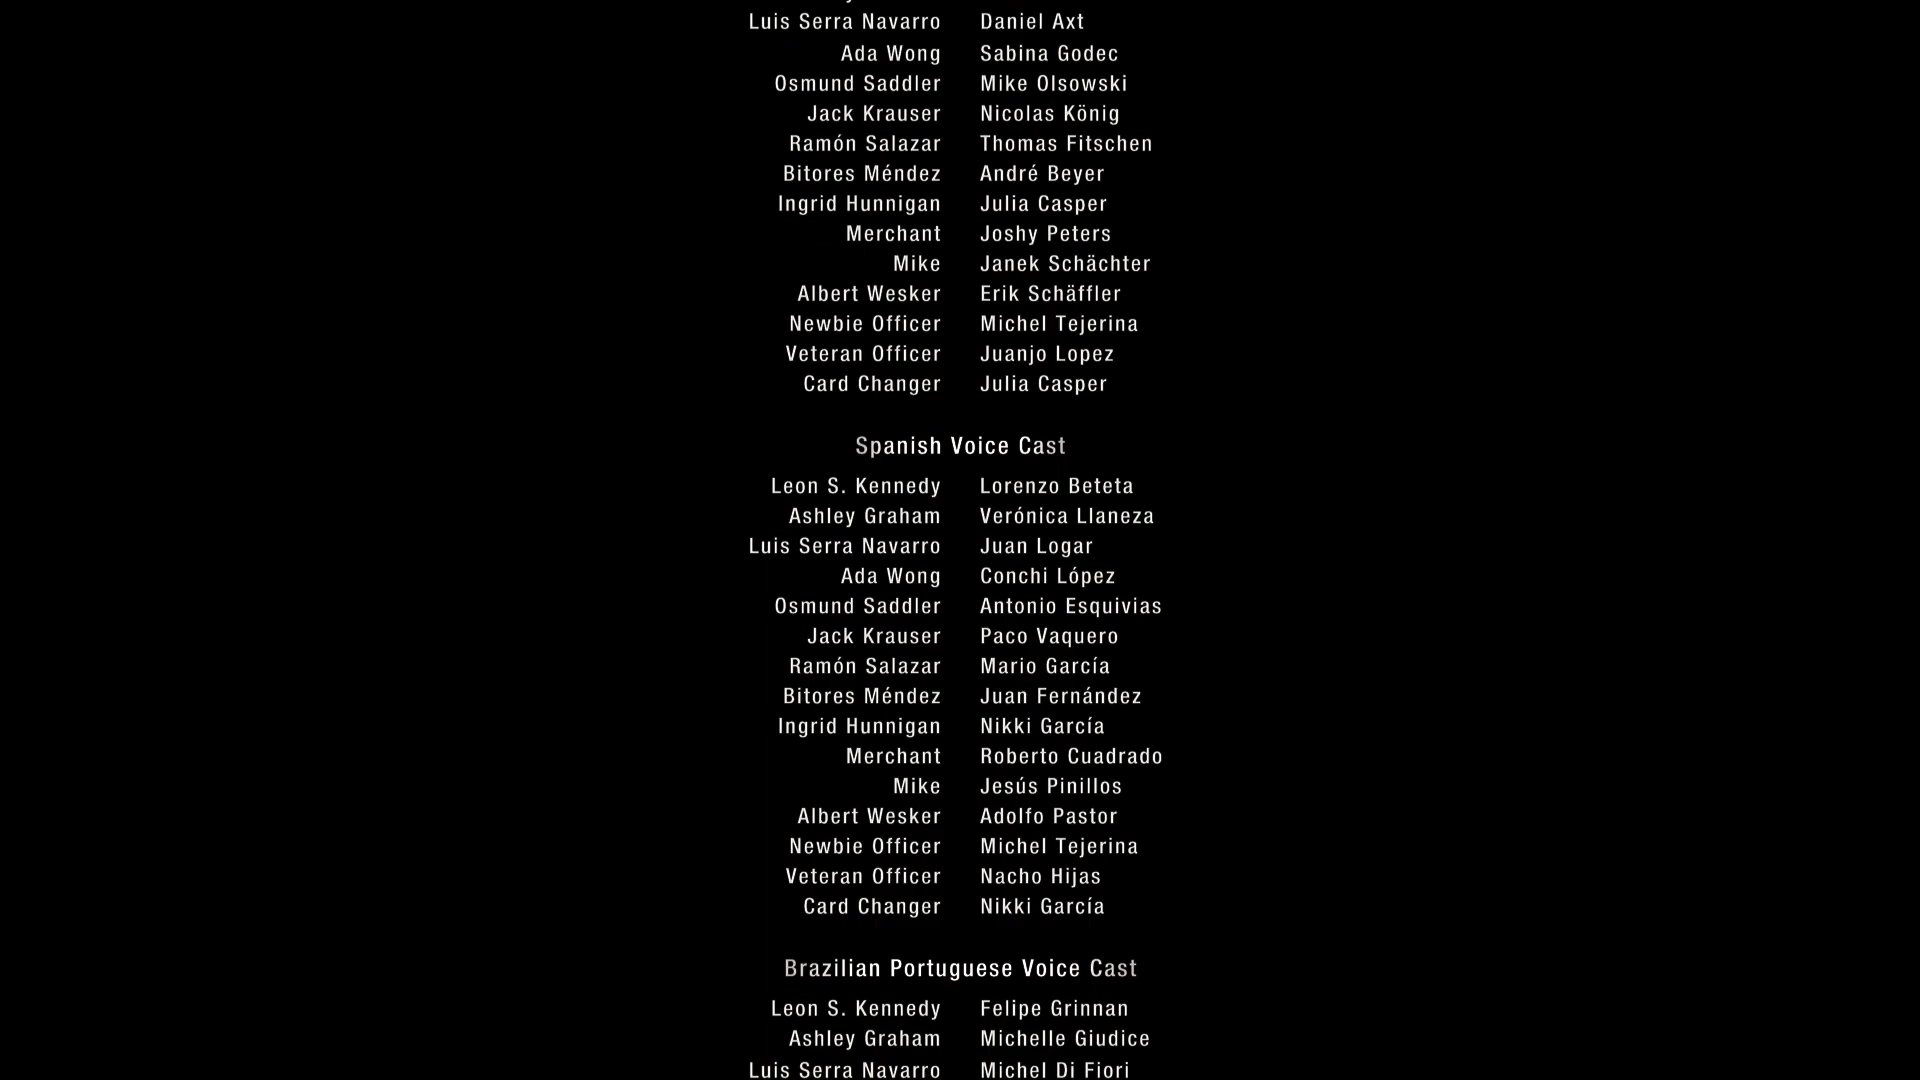 Luis Serra Navarro Daniel Axt
Ada Wong Sabina Godec
Osmund Saddler Mike Olsowski
Jack Krauser Nicolas König
Ramón Salazar Thomas Fitschen
Bitores Méndez André Beyer
Ingrid Hunnigan Julia Casper
Merchant Joshy Peters
Mike Janek Schächter
Albert Wesker Erik Schäffler
Newbie Officer Michel Tejerina
Veteran Officer Juanjo Lopez
Card Changer Julia Casper
Spanish Voice Cast
Leon S. Kennedy Lorenzo Beteta
Ashley Graham Verónica Llaneza
Luis Serra Navarro Juan Logar
Ada Wong Conchi López
Osmund Saddler Antonio Esquivias
Jack Krauser Paco Vaquero
Ramón Salazar Mario García
Bitores Méndez Juan Fernández
Ingrid Hunnigan Nikki García
Merchant Roberto Cuadrado
Mike Jesús Pinillos
Albert Wesker Adolfo Pastor
Newbie Officer Michel Tejerina
Veteran Officer Nacho Hijas
Card Changer Nikki García
Brazilian Portuguese Voice Cast
Leon S. Kennedy Felipe Grinnan
Ashley Graham Michelle Giudice
Luis Serra Navarro Michel Di Fiori